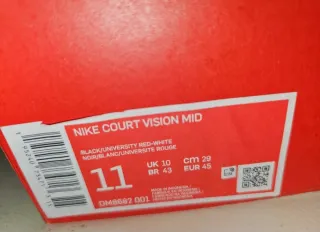 NIKE COURT VISION MID
BLACK/UNIVERSITY RED-WHITE
NOIR/BLANC/UNIVERSITE ROUGE
11
UK 10
CM 29
BR 43
EUR 45
DM8682 001